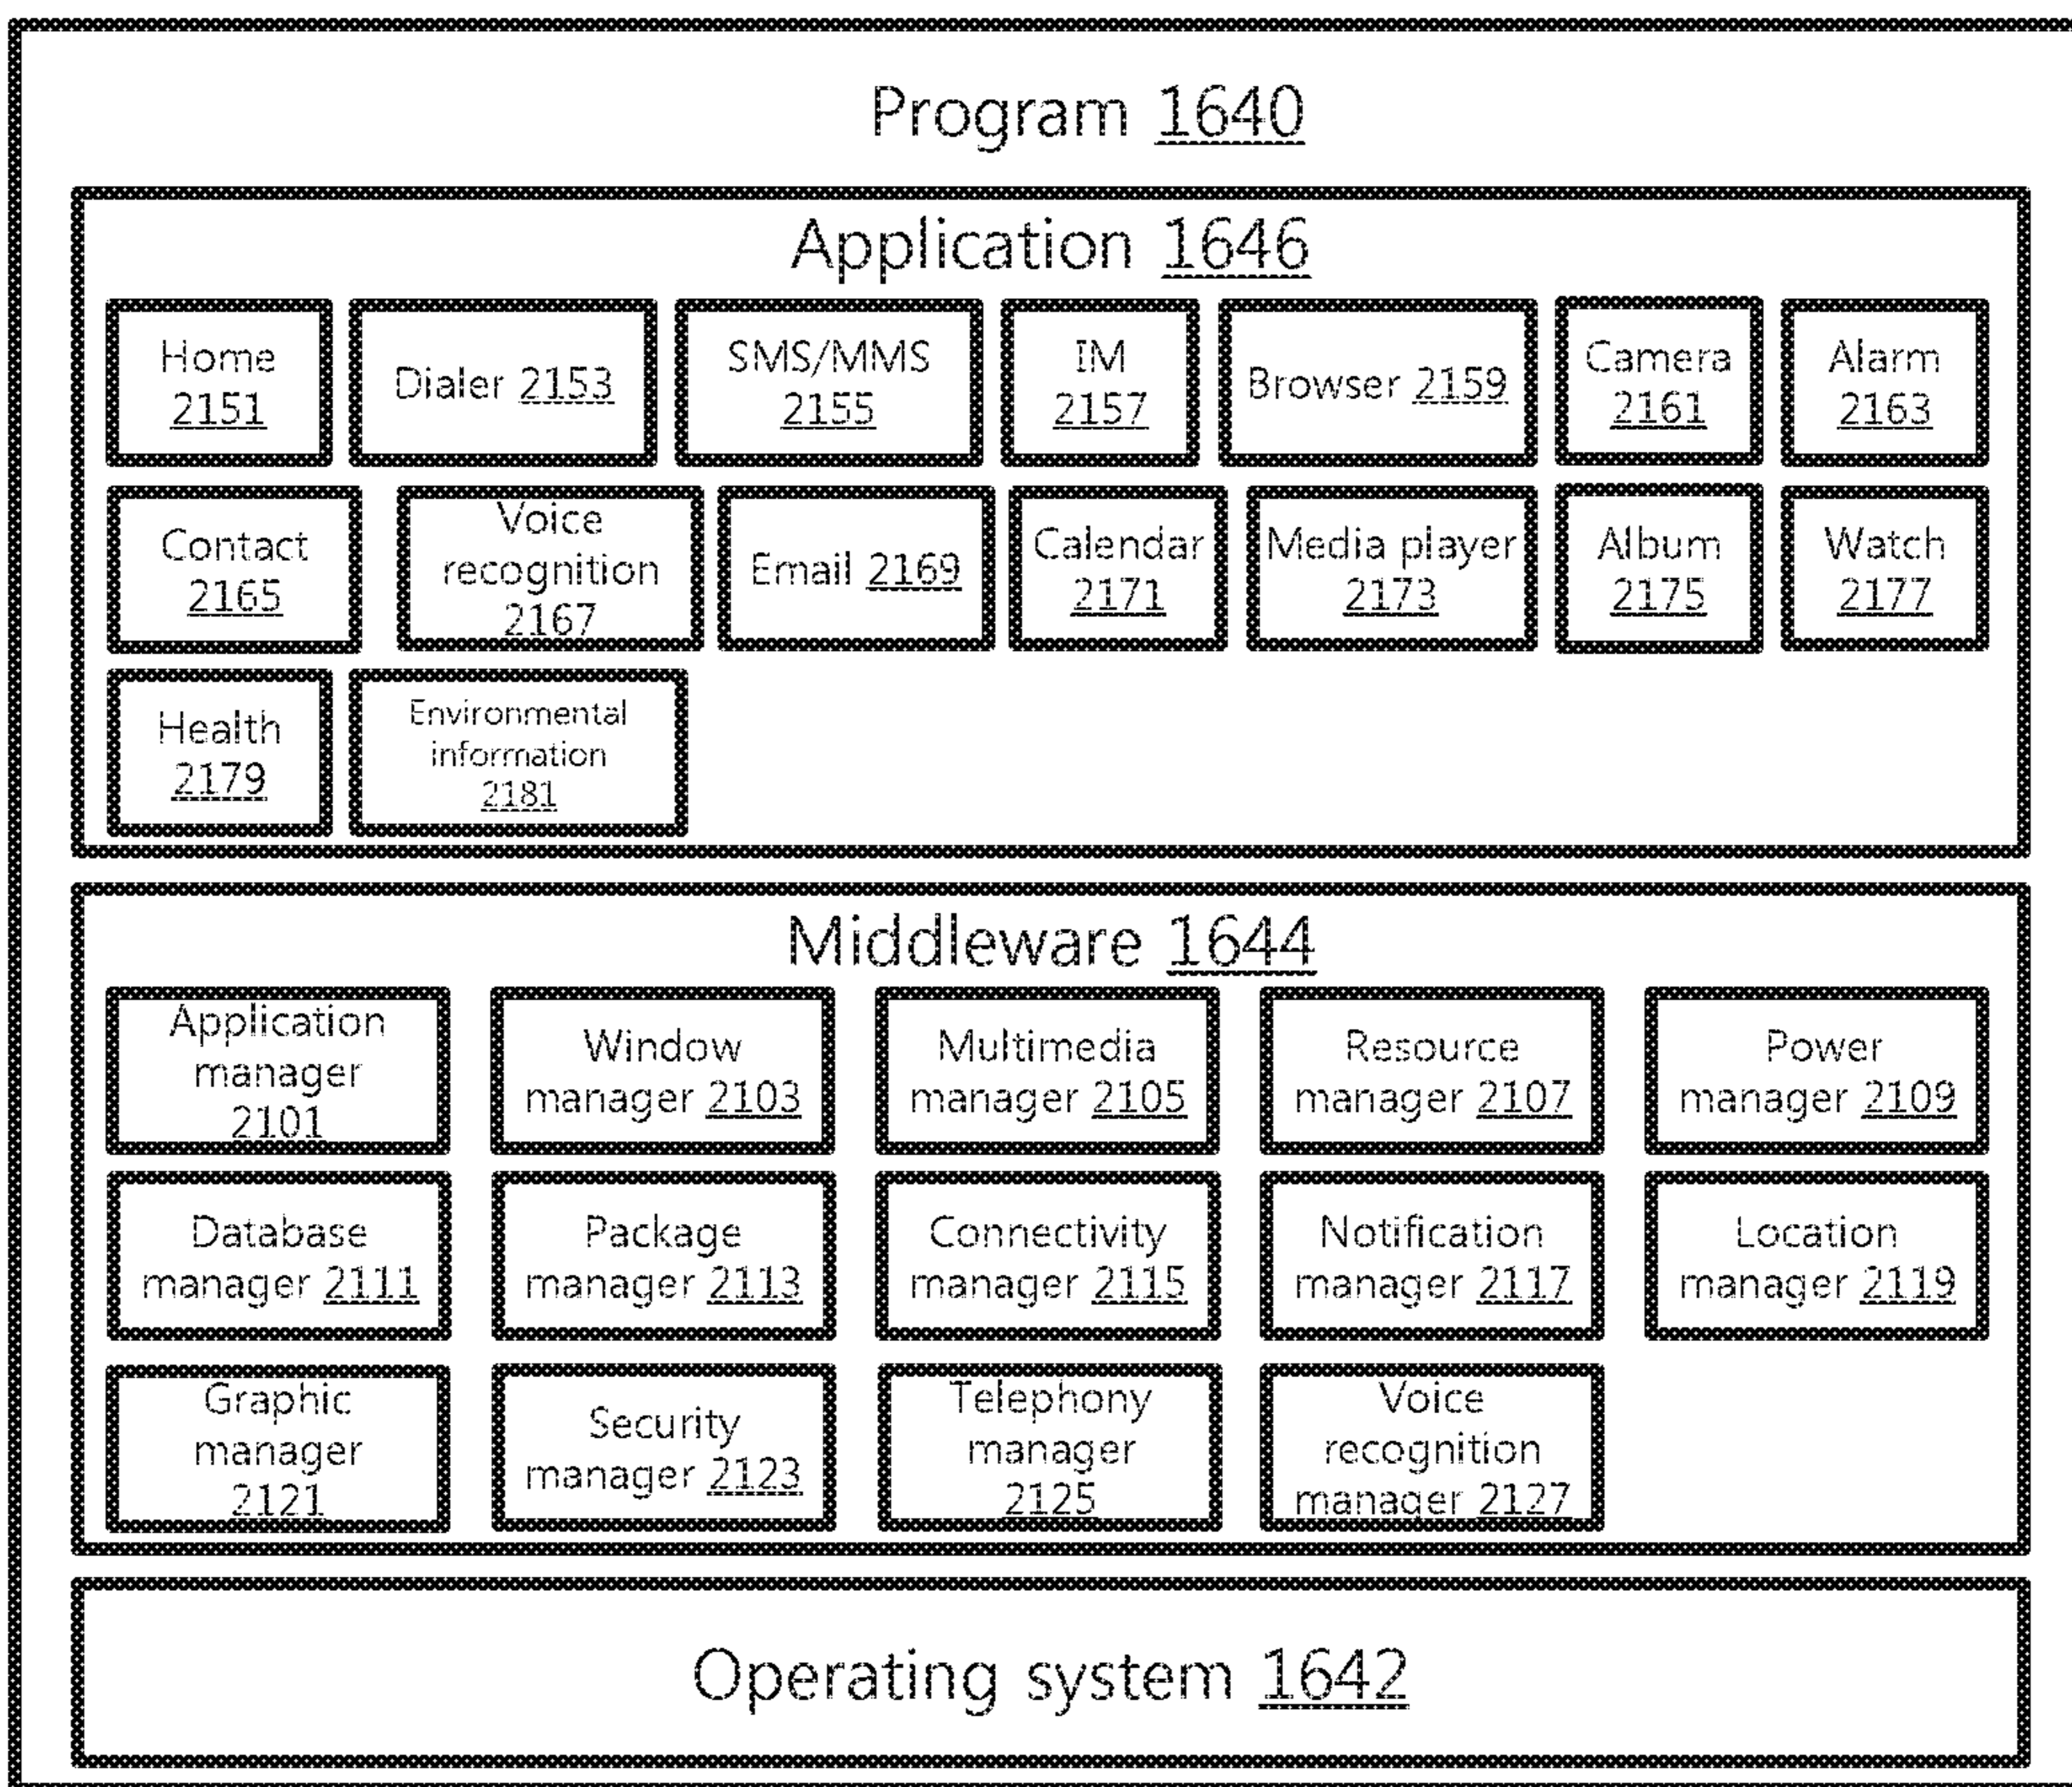 Program 1640
Application 1646
Home
2151
Dialer 2153
SMS/MMS
2155
IM
2157
Browser 2159
Camera
2161
Alarm
2163
Contact
2165
Voice
recognition
2167
Email 2169
Calendar
2171
Media player
2173
Album
2175
Watch
2177
Health
2179
Environmental
information
2181
Middleware 1644
Application
manager
2101
Window
manager 2103
Multimedia
manager 2105
Resource
manager 2107
Power
manager 2109
Database
manager 2111
Package
manager 2113
Connectivity
manager 2115
Notification
manager 2117
Location
manager 2119
Graphic
manager
2121
Security
manager 2123
Telephony
manager
2125
Voice
recognition
manager 2127
Operating system 1642